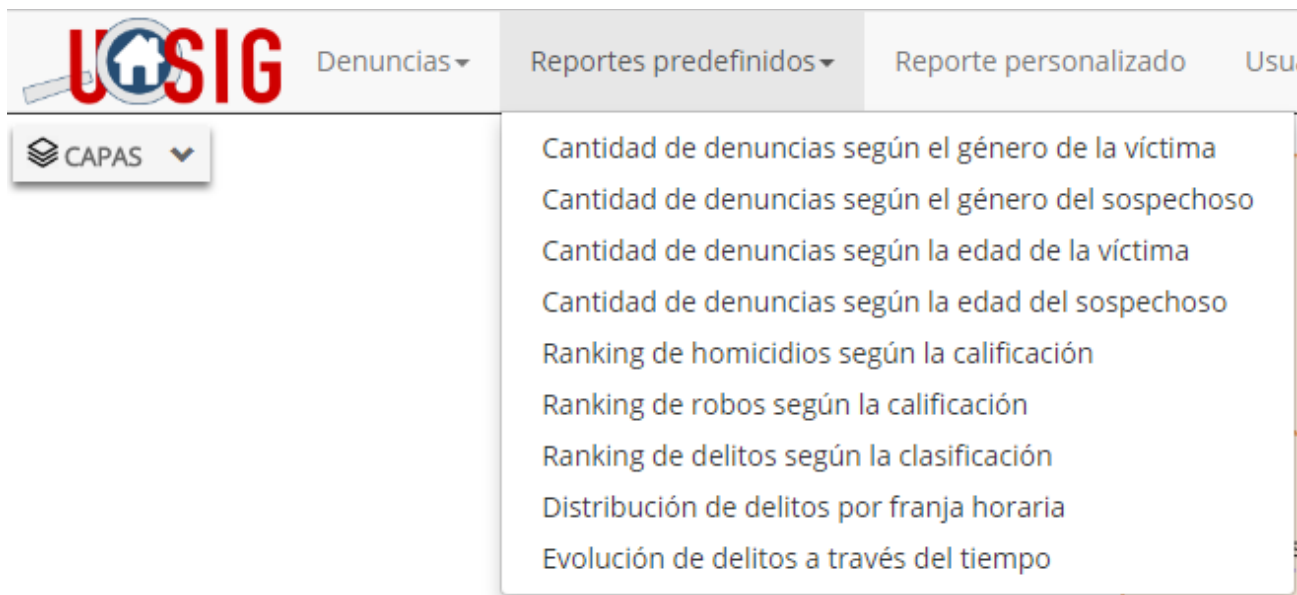 UOSIG Denuncias Reportes predefinidos Reporte personalizado
CAPAS
Cantidad de denuncias según el género de la víctima
Cantidad de denuncias según el género del sospechoso
Cantidad de denuncias según la edad de la víctima
Cantidad de denuncias según la edad del sospechoso
Ranking de homicidios según la calificación
Ranking de robos según la calificación
Ranking de delitos según la clasificación
Distribución de delitos por franja horaria
Evolución de delitos a través del tiempo